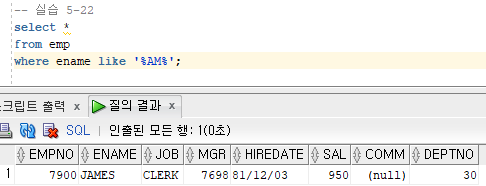 -- 실습 5-22
select *
from emp
where ename like '%AM%';
스크립트 출력 x 질의 결과 x
SQL | 인출된 모든 행: 1(0초)
EMPNO ENAME JOB MGR HIREDATE SAL COMM DEPTNO
1 7900 JAMES CLERK 7698 81/12/03 950 (null) 30